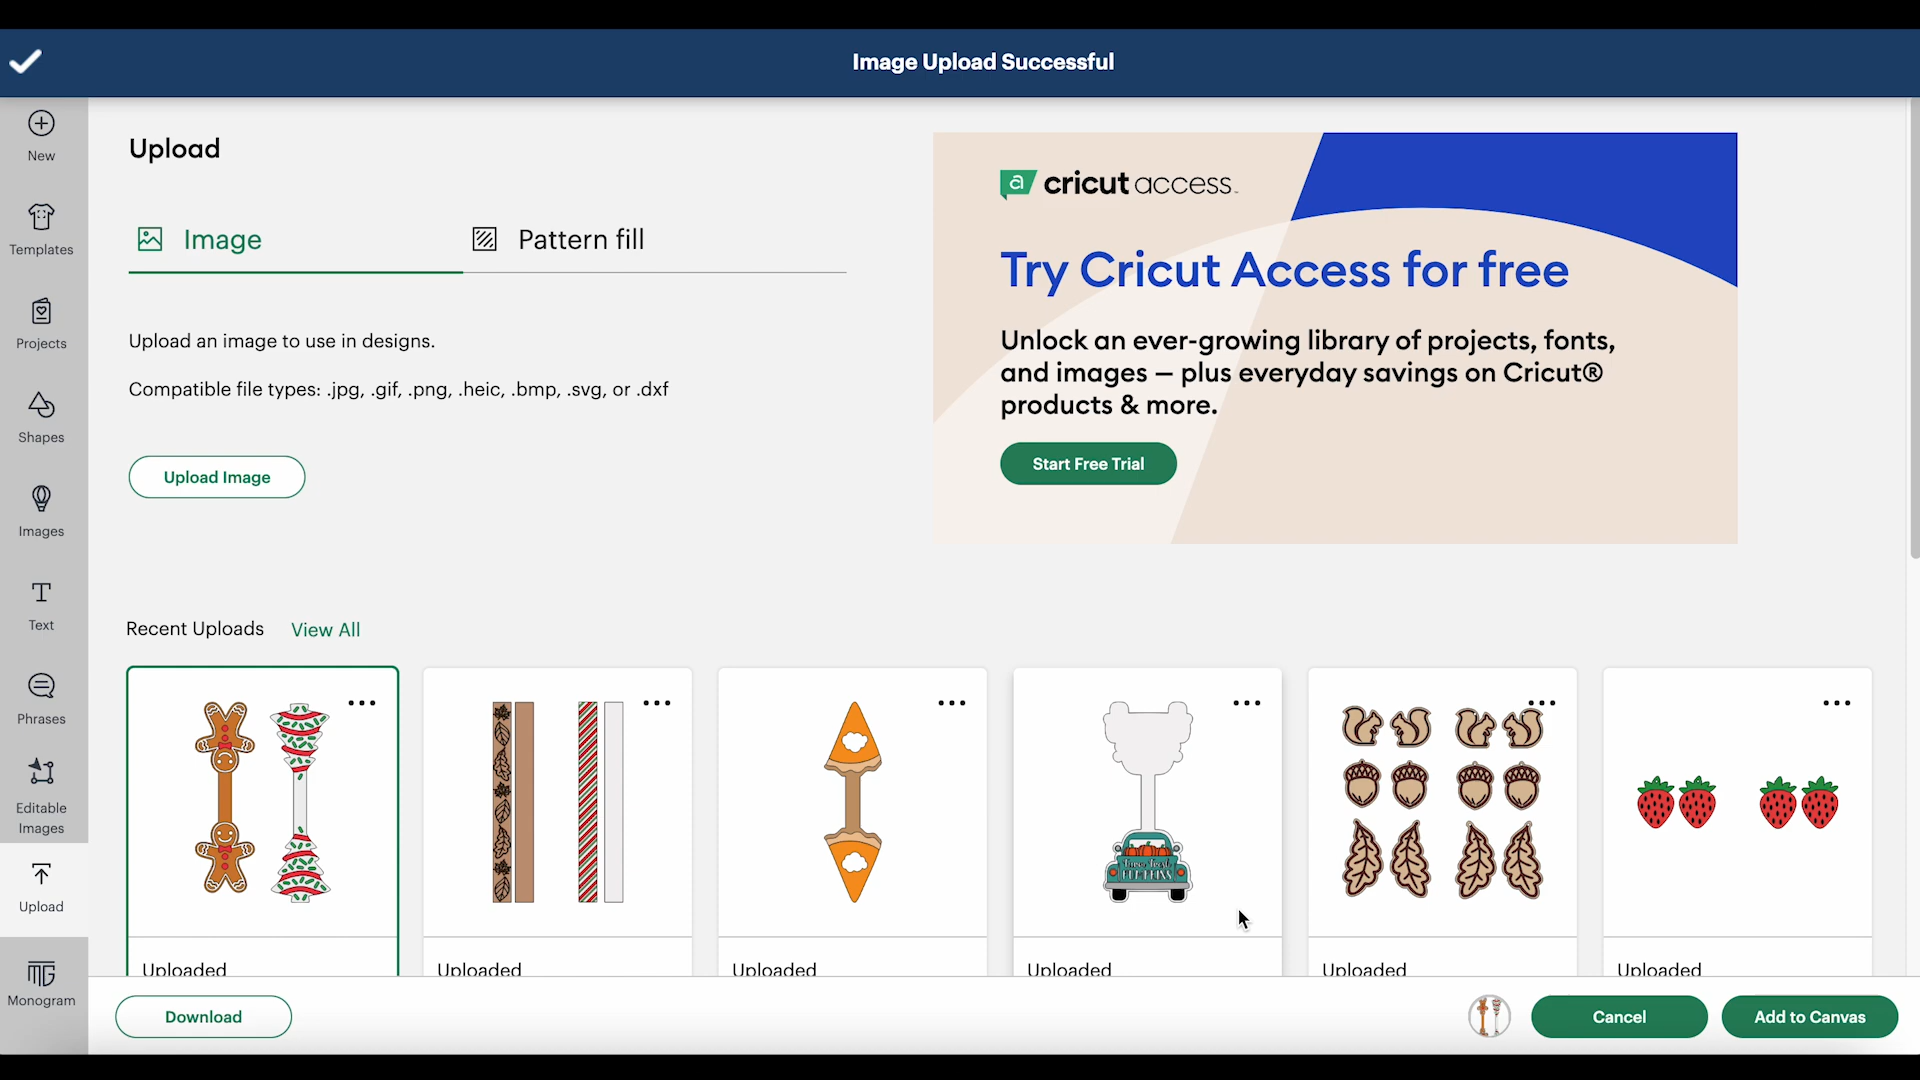 Image Upload Successful
New
Templates
Projects
Shapes
Images
Text
Phrases
Editable
Images
Upload
Monogram
Upload
Image
Pattern fill
Upload an image to use in designs.
Compatible file types: .jpg, .gif, .png, .heic, .bmp, .svg, or .dxf
Upload Image
a cricut access™
Try Cricut Access for free
Unlock an ever-growing library of projects, fonts,
and images — plus everyday savings on Cricut®
products & more.
Start Free Trial
Recent Uploads
View All
PUMPKINS
Uploaded
Uploaded
Uploaded
Uploaded
Uploaded
Uploaded
Download
Cancel
Add to Canvas